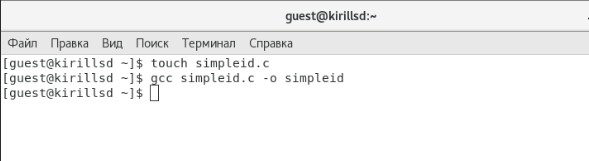 guest@kirillsd:~
Файл Правка Вид Поиск Терминал Справка
[guest@kirillsd ~]$ touch simpleid.c
[guest@kirillsd ~]$ gcc simpleid.c -o simpleid
[guest@kirillsd ~]$